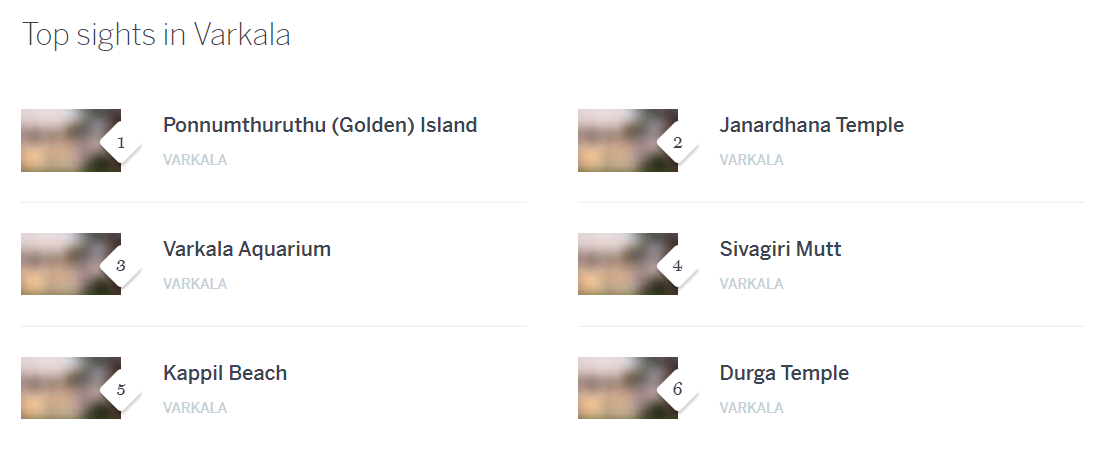 Top sights in Varkala
1
Ponnumthuruthu (Golden) Island
VARKALA
2
Janardhana Temple
VARKALA
3
Varkala Aquarium
VARKALA
4
Sivagiri Mutt
VARKALA
5
Kappil Beach
VARKALA
6
Durga Temple
VARKALA